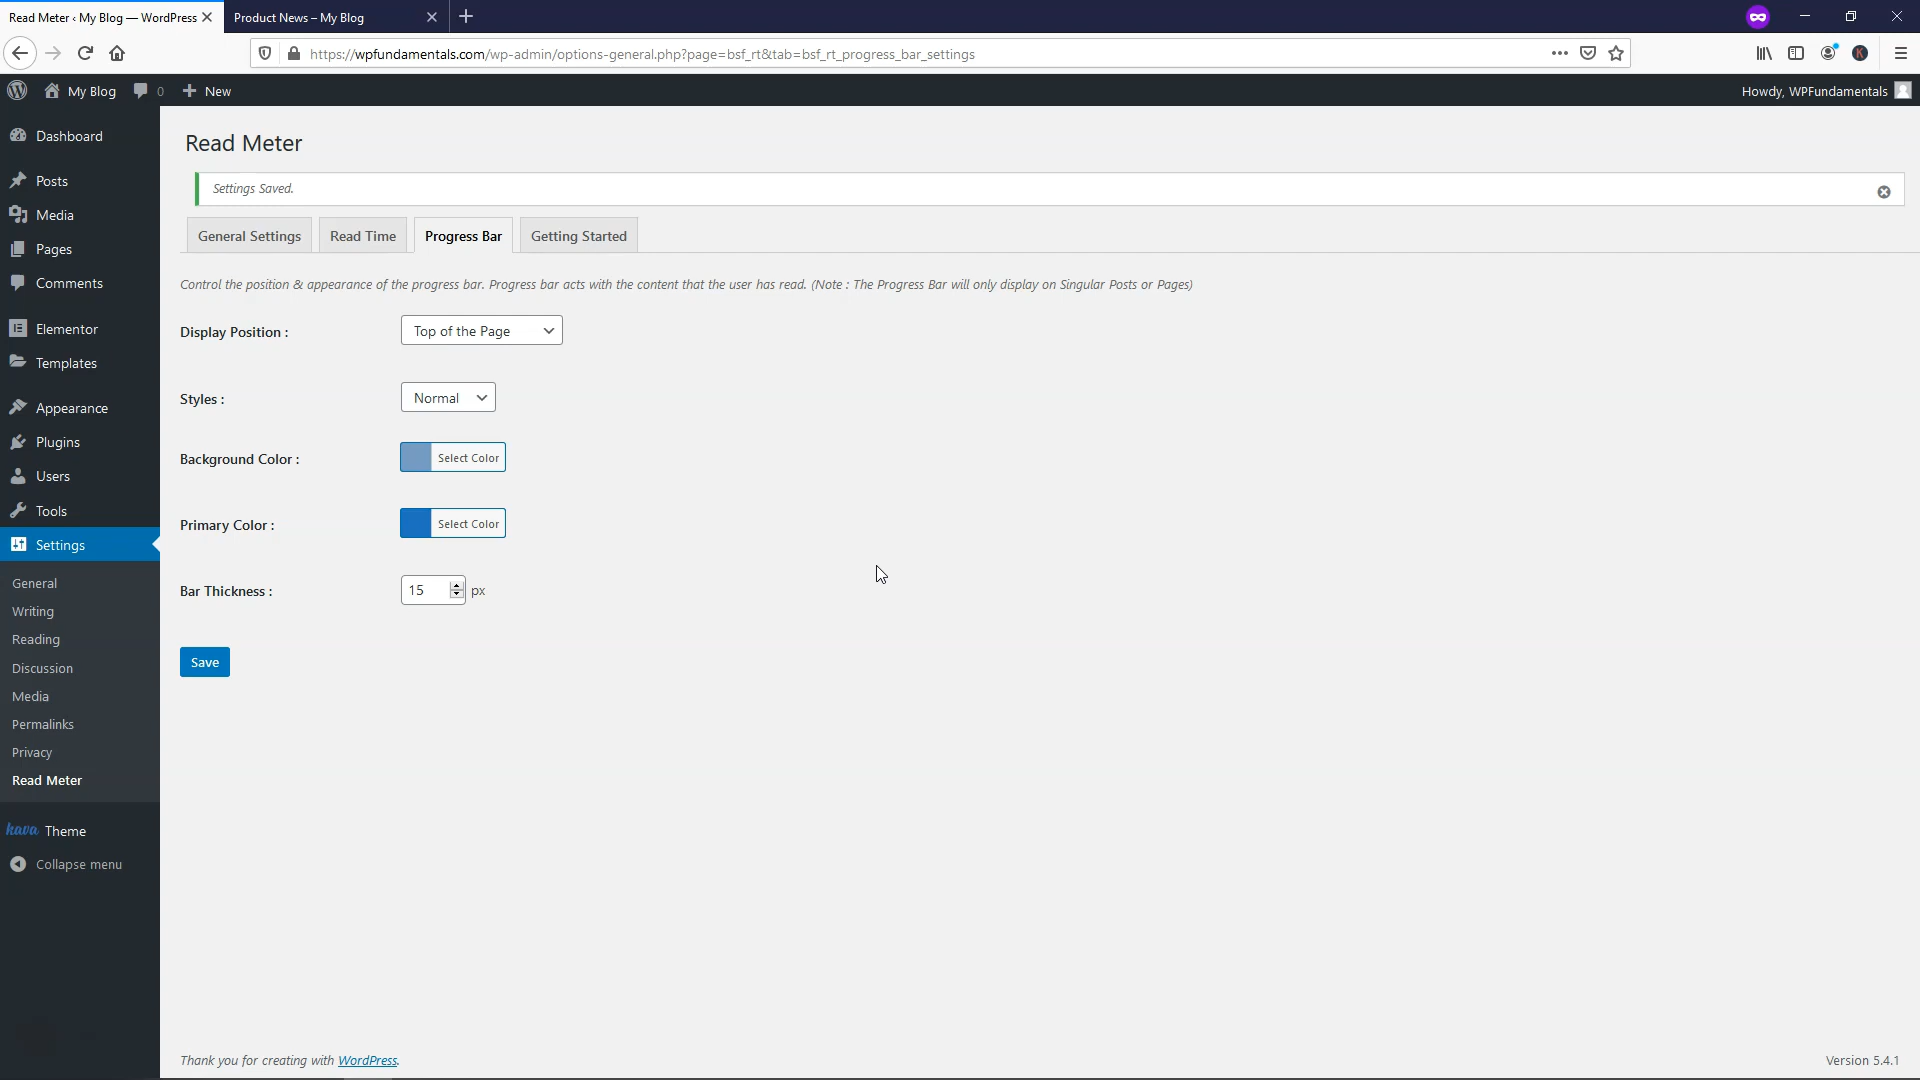 Read Meter ‹ My Blog — WordPress
Product News – My Blog
https://wpfundamentals.com/wp-admin/options-general.php?page=bsf_rt&tab=bsf_rt_progress_bar_settings
K
My Blog
0
New
Howdy, WPFundamentals
Dashboard
Posts
Media
Pages
Comments
Elementor
Templates
Appearance
Plugins
Users
Tools
Settings
General
Writing
Reading
Discussion
Media
Permalinks
Privacy
Read Meter
hava Theme
Collapse menu
Read Meter
Settings Saved.
General Settings
Read Time
Progress Bar
Getting Started
Control the position & appearance of the progress bar. Progress bar acts with the content that the user has read. (Note : The Progress Bar will only display on Singular Posts or Pages)
Display Position :
Top of the Page
Styles :
Normal
Background Color :
Select Color
Primary Color :
Select Color
Bar Thickness :
15
px
Save
Thank you for creating with WordPress.
Version 5.4.1